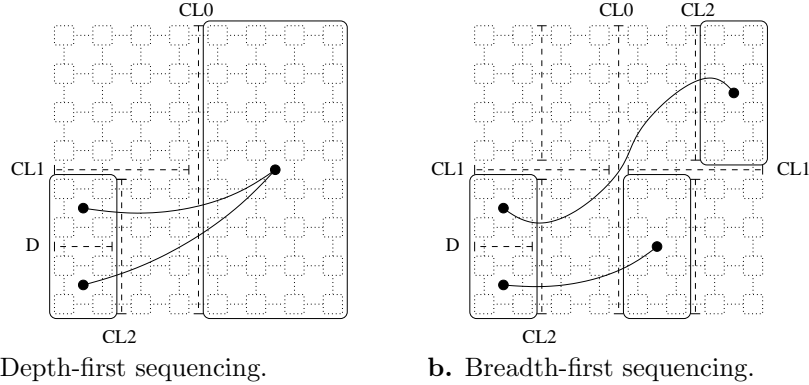 CL0
CL0
CL2
CL1
CL1
CL1
D
D
CL2
CL2
Depth-first sequencing.
b. Breadth-first sequencing.